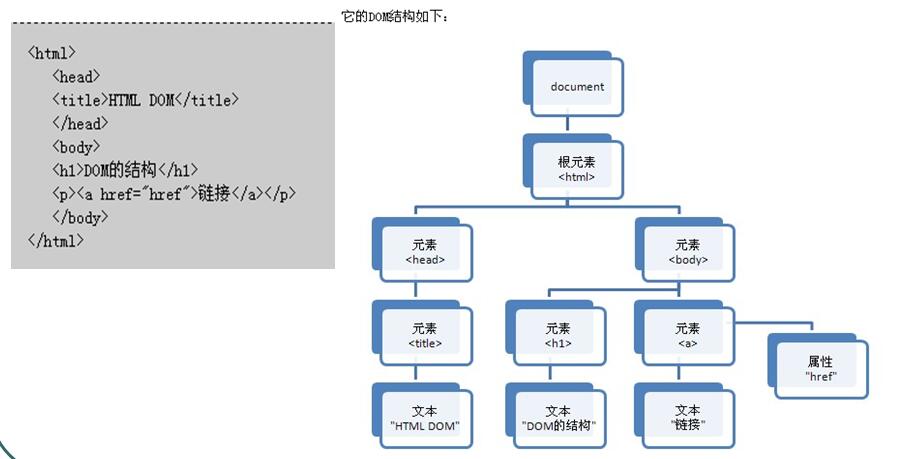 它的DOM结构如下：
<html>
<head>
<title>HTML DOM</title>
</head>
<body>
<h1>DOM的结构</h1>
<p><a href="href">链接</a></p>
</body>
</html>
document
根元素
<html>
元素
<head>
元素
<body>
元素
<title>
元素
<h1>
元素
<a>
属性
"href"
文本
"HTML DOM"
文本
"DOM的结构"
文本
"链接"